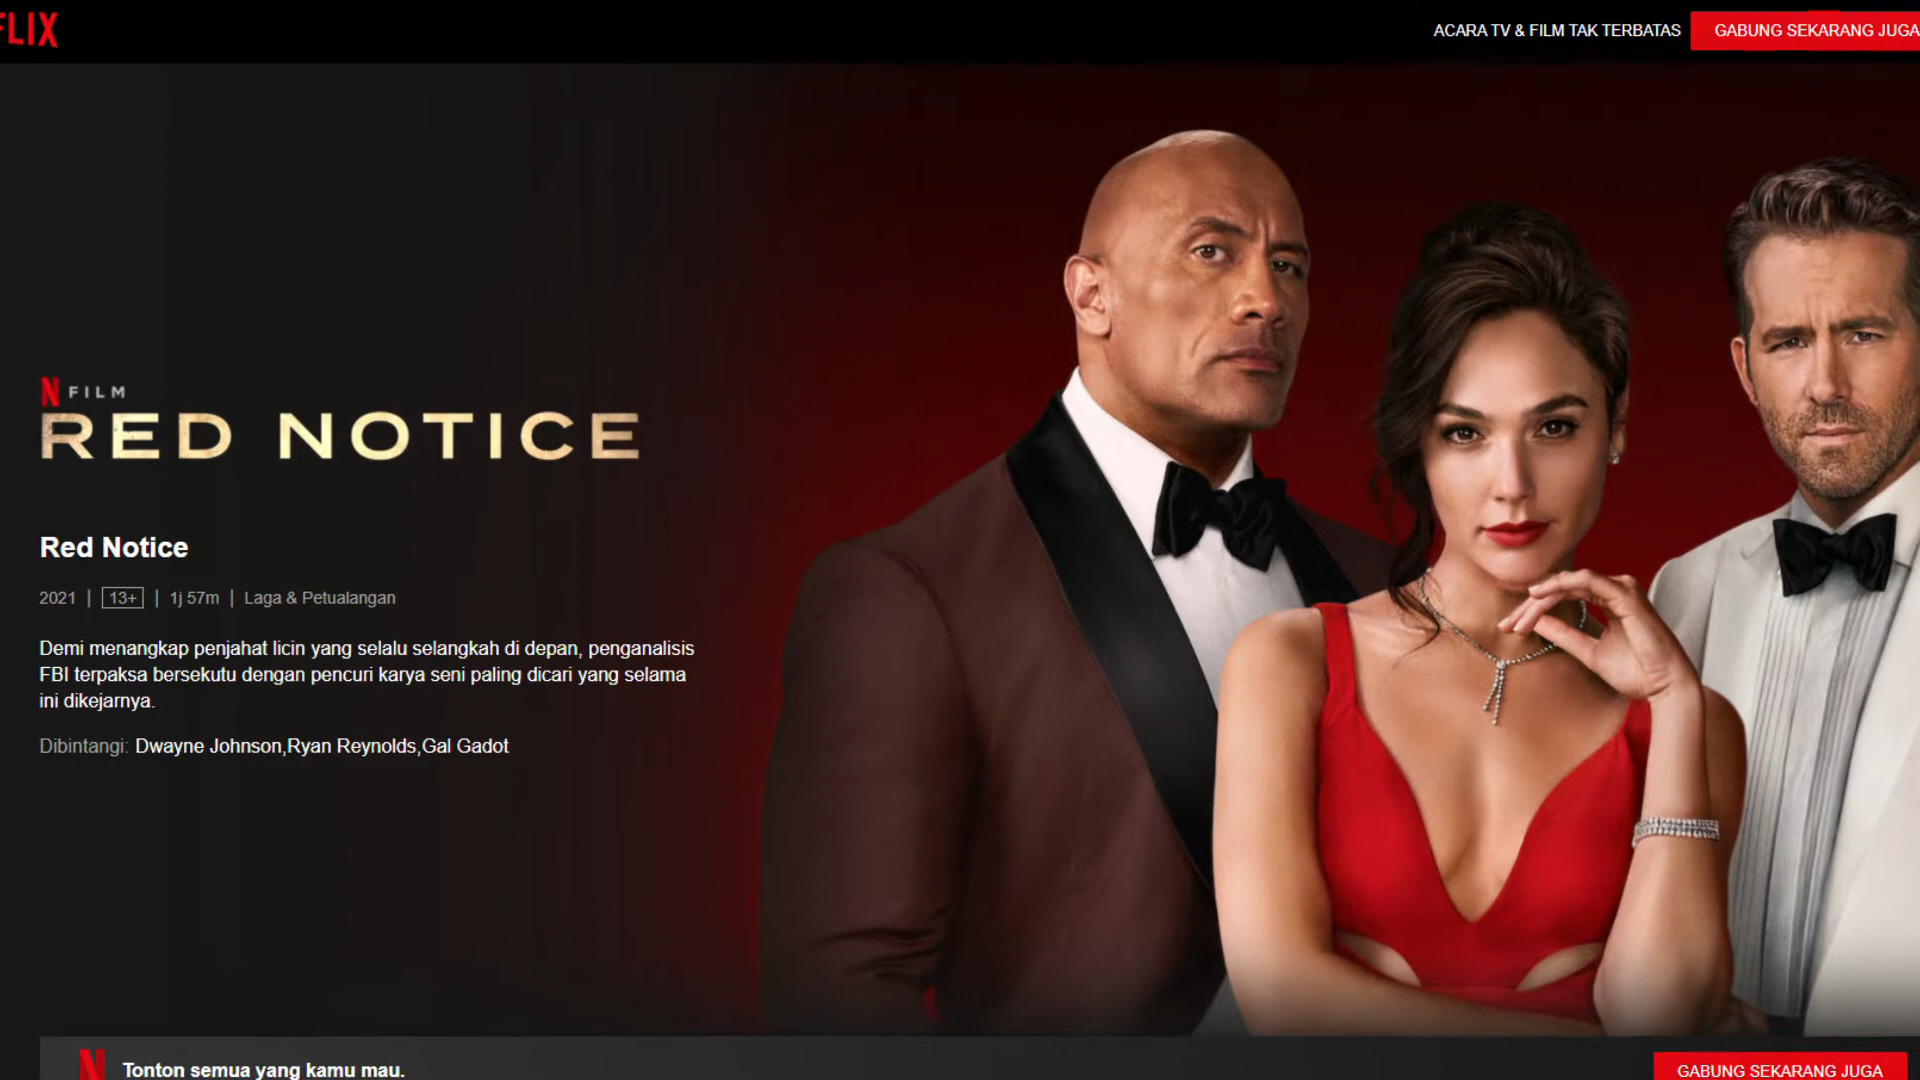 FLIX
ACARA TV & FILM TAK TERBATAS
GABUNG SEKARANG JUGA
N FILM
RED NOTICE
Red Notice
2021 | 13+ | 1j 57m | Laga & Petualangan
Demi menangkap penjahat licin yang selalu selangkah di depan, penganalisis
FBI terpaksa bersekutu dengan pencuri karya seni paling dicari yang selama
ini dikejarnya.
Dibintangi: Dwayne Johnson,Ryan Reynolds,Gal Gadot
N
Tonton semua yang kamu mau.
GABUNG SEKARANG JUGA